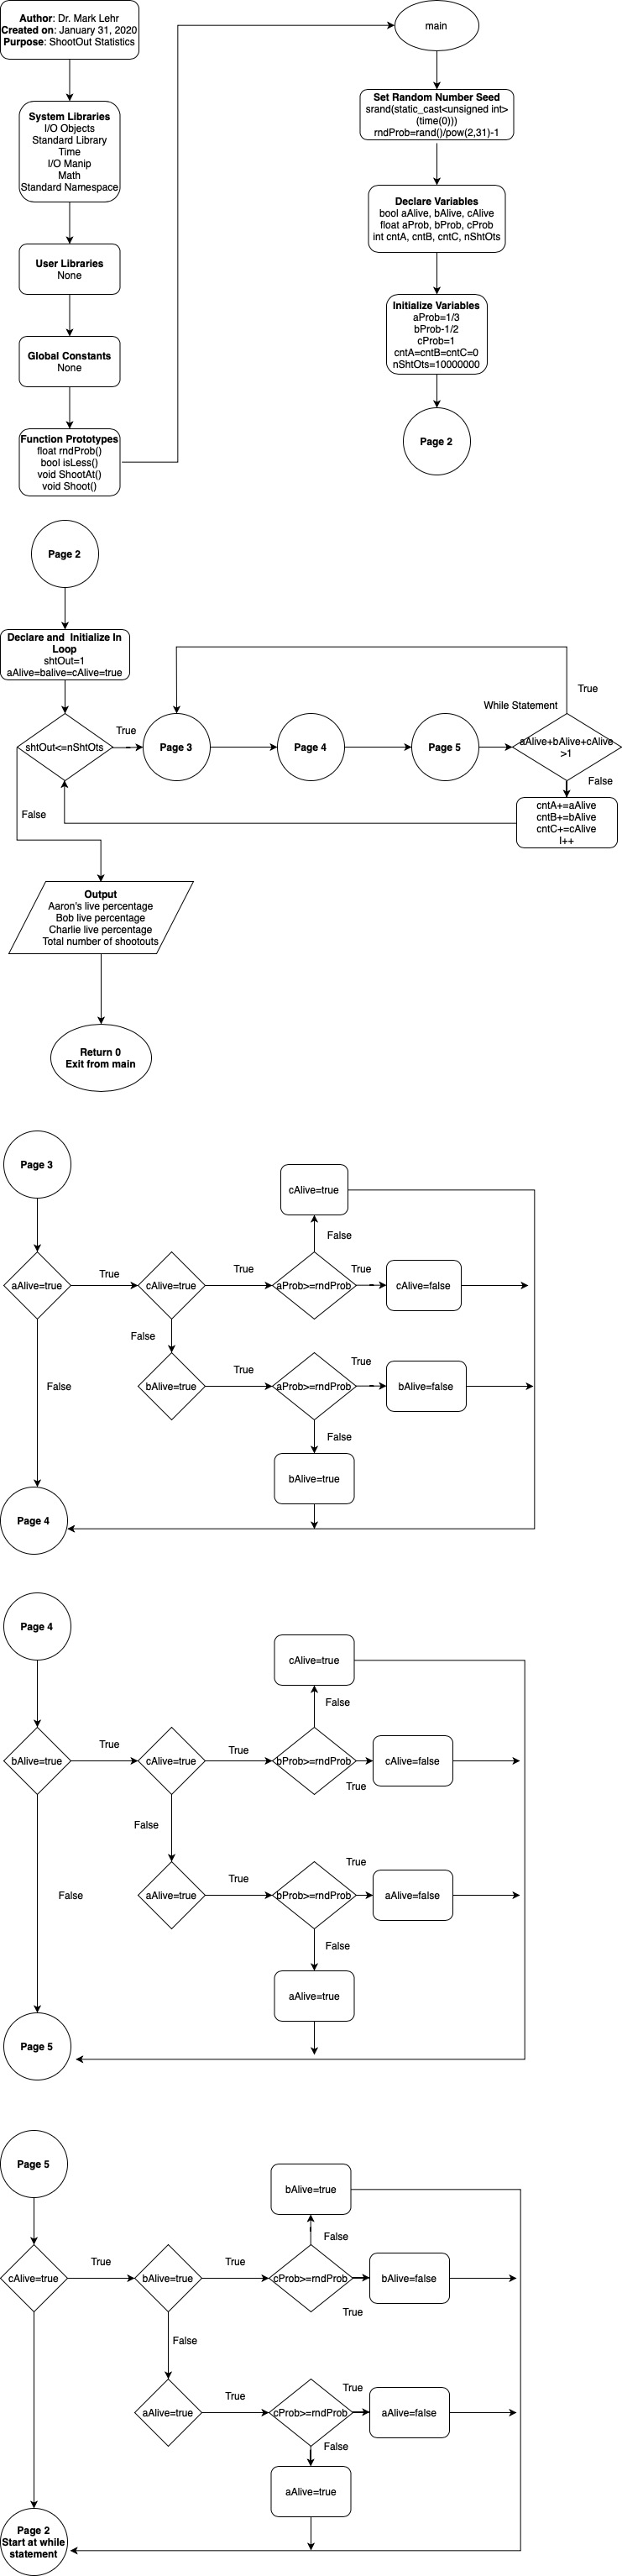 Author: Dr. Mark Lehr
Created on: January 31, 2020
Purpose: ShootOut Statistics
System Libraries
I/O Objects
Standard Library
Time
I/O Manip
Math
Standard Namespace
User Libraries
None
Global Constants
None
Function Prototypes
float rndProb()
bool isLess()
void ShootAt()
void Shoot()
main
Set Random Number Seed
srand(static_cast<unsigned int>
(time(0)))
rndProb=rand()/pow(2,31)-1
Declare Variables
bool aAlive, bAlive, cAlive
float aProb, bProb, cProb
int cntA, cntB, cntC, nShtOts
Initialize Variables
aProb=1/3
bProb-1/2
cProb=1
cntA=cntB=cntC=0
nShtOts=10000000
Page 2
Page 2
Declare and Initialize In
Loop
shtOut=1
aAlive=balive=cAlive=true
shtOut<=nShtOts
True
False
Page 3
Page 4
Page 5
While Statement
True
aAlive+bAlive+cAlive
>1
False
cntA+=aAlive
cntB+=bAlive
cntC+=cAlive
I++
Output
Aaron's live percentage
Bob live percentage
Charlie live percentage
Total number of shootouts
Return 0
Exit from main
Page 3
cAlive=true
False
aAlive=true
True
cAlive=true
True
aProb>=rndProb
True
cAlive=false
False
False
bAlive=true
True
aProb>=rndProb
True
bAlive=false
False
bAlive=true
Page 4
Page 4
cAlive=true
False
bAlive=true
True
cAlive=true
True
bProb>=rndProb
True
cAlive=false
False
False
aAlive=true
True
bProb>=rndProb
True
aAlive=false
False
aAlive=true
Page 5
Page 5
bAlive=true
False
cAlive=true
True
bAlive=true
True
cProb>=rndProb
True
bAlive=false
False
aAlive=true
True
cProb>=rndProb
True
aAlive=false
False
aAlive=true
Page 2
Start at while
statement